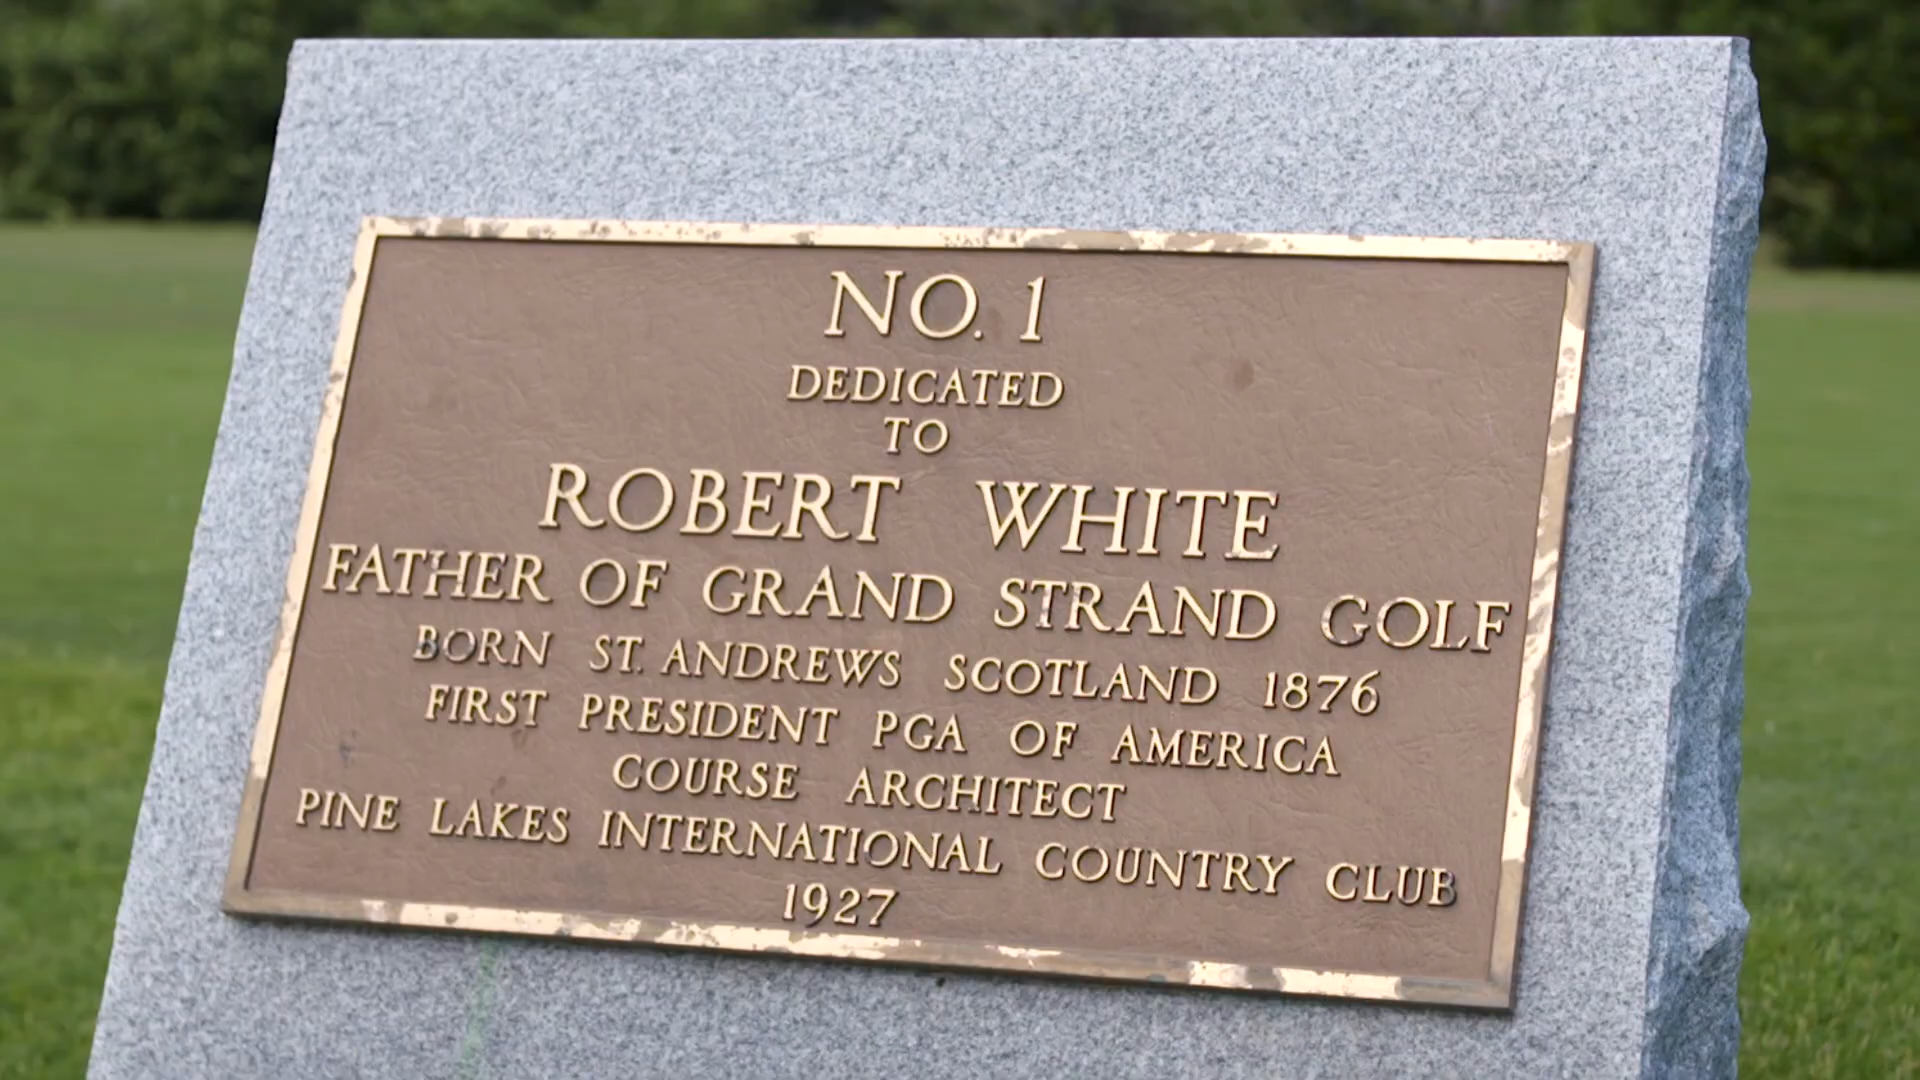 NO. 1
DEDICATED
TO
ROBERT WHITE
FATHER OF GRAND STRAND GOLF
BORN ST. ANDREWS SCOTLAND 1876
FIRST PRESIDENT PGA OF AMERICA
COURSE ARCHITECT
PINE LAKES INTERNATIONAL COUNTRY CLUB
1927